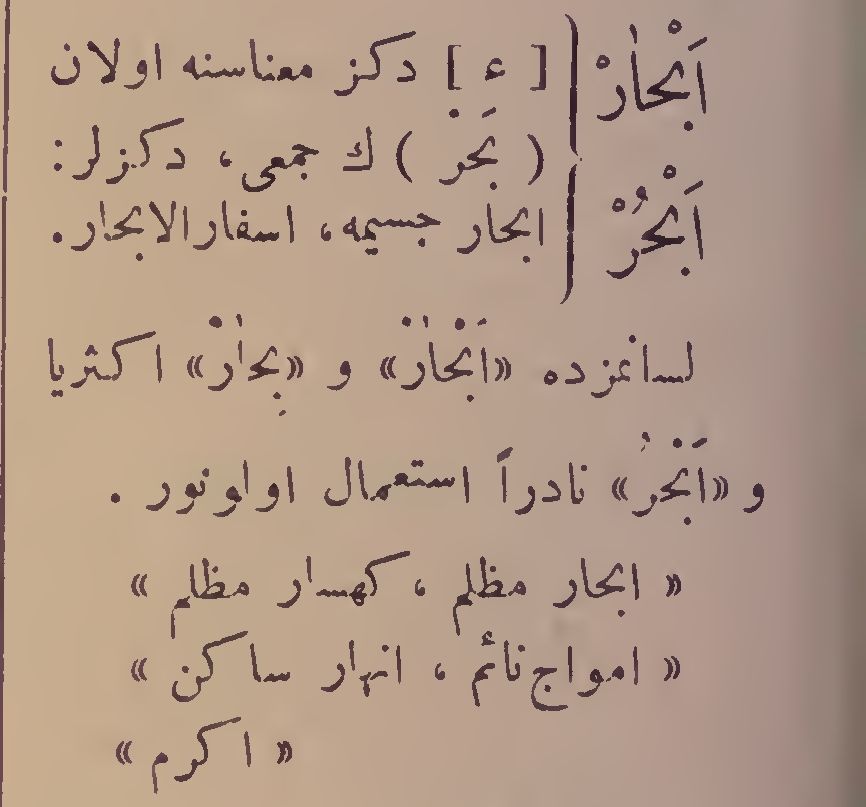 اَبْحارْ [ ء ] دكز معناسنه اولان
( بَحْر ) ك جمعى، دكزلر :
اَبْحُرْ ابحار جسيمه، اسفارالابحار.
لسانمزده «اَبْحارْ» و «بِحارْ» اكثريا
و «اَبْحُر» نادراً استعمال اولونور .
« ابحار مظلم ، كهسار مظلم »
« امواج نائم ، انهار ساكن »
« اكرم »